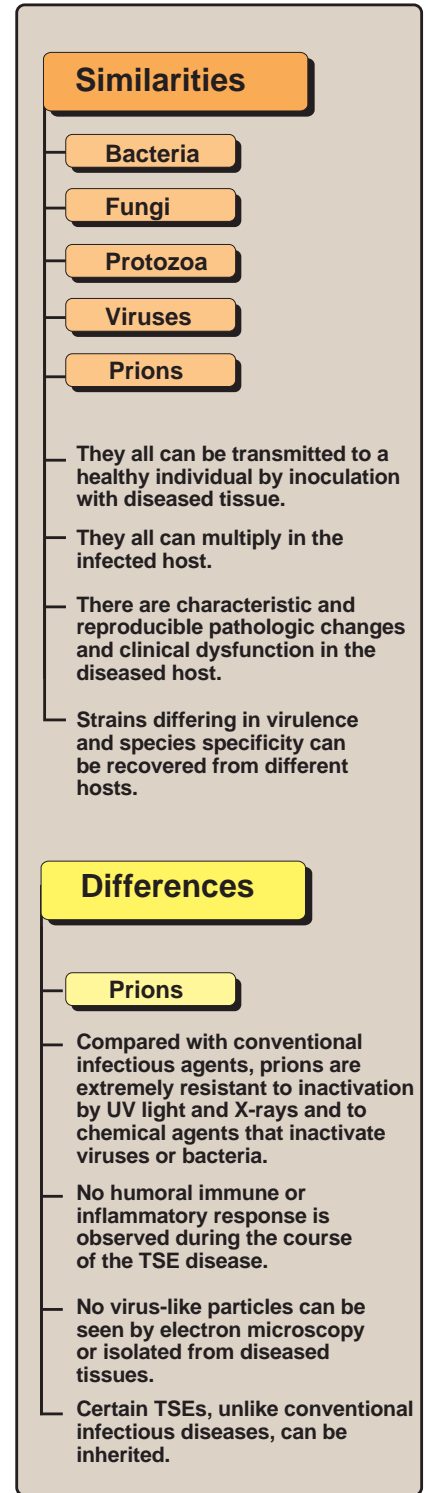 Similarities
Bacteria
Fungi
Protozoa
Viruses
Prions
They all can be transmitted to a
healthy individual by inoculation
with diseased tissue.
They all can multiply in the
infected host.
There are characteristic and
reproducible pathologic changes
and clinical dysfunction in the
diseased host.
Strains differing in virulence
and species specificity can
be recovered from different
hosts.
Differences
Prions
Compared with conventional
infectious agents, prions are
extremely resistant to inactivation
by UV light and X-rays and to
chemical agents that inactivate
viruses or bacteria.
No humoral immune or
inflammatory response is
observed during the course
of the TSE disease.
No virus-like particles can be
seen by electron microscopy
or isolated from diseased
tissues.
Certain TSEs, unlike conventional
infectious diseases, can be
inherited.